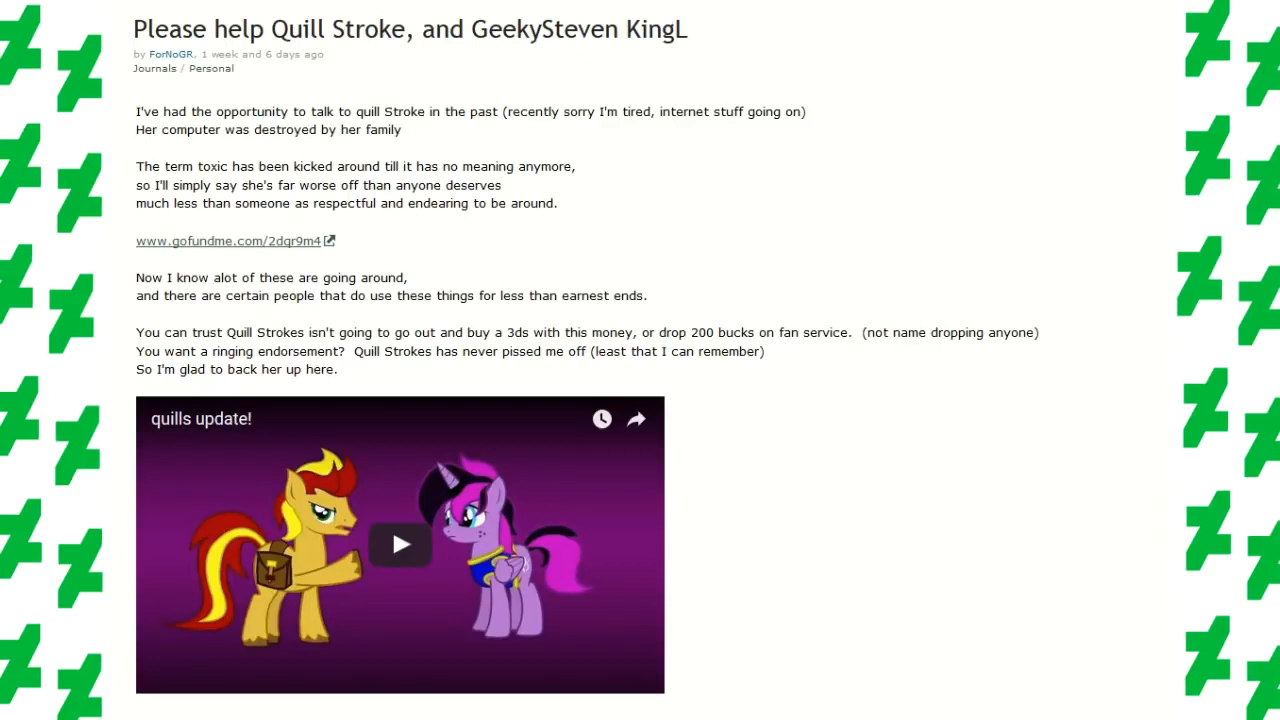 Please help Quill Stroke, and GeekySteven KingL
by ForNoGR, 1 week and 6 days ago
Journals / Personal
I've had the opportunity to talk to quill Stroke in the past (recently sorry I'm tired, internet stuff going on)
Her computer was destroyed by her family
The term toxic has been kicked around till it has no meaning anymore,
so I'll simply say she's far worse off than anyone deserves
much less than someone as respectful and endearing to be around.
www.gofundme.com/2dqr9m4
Now I know alot of these are going around,
and there are certain people that do use these things for less than earnest ends.
You can trust Quill Strokes isn't going to go out and buy a 3ds with this money, or drop 200 bucks on fan service.  (not name dropping anyone)
You want a ringing endorsement?  Quill Strokes has never pissed me off (least that I can remember)
So I'm glad to back her up here.
quills update!